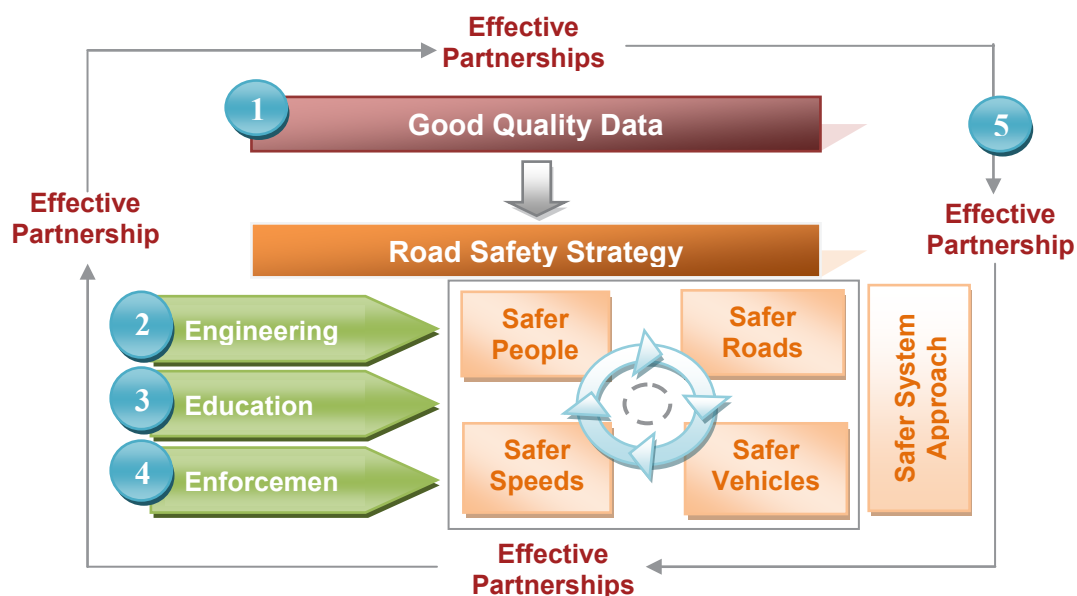 Effective
Partnerships
1
Good Quality Data
5
Effective
Partnership
Effective
Partnership
Road Safety Strategy
2
Engineering
3
Education
4
Enforcemen
Safer
People
Safer
Roads
Safer
Speeds
Safer
Vehicles
Safer System
Approach
Effective
Partnerships